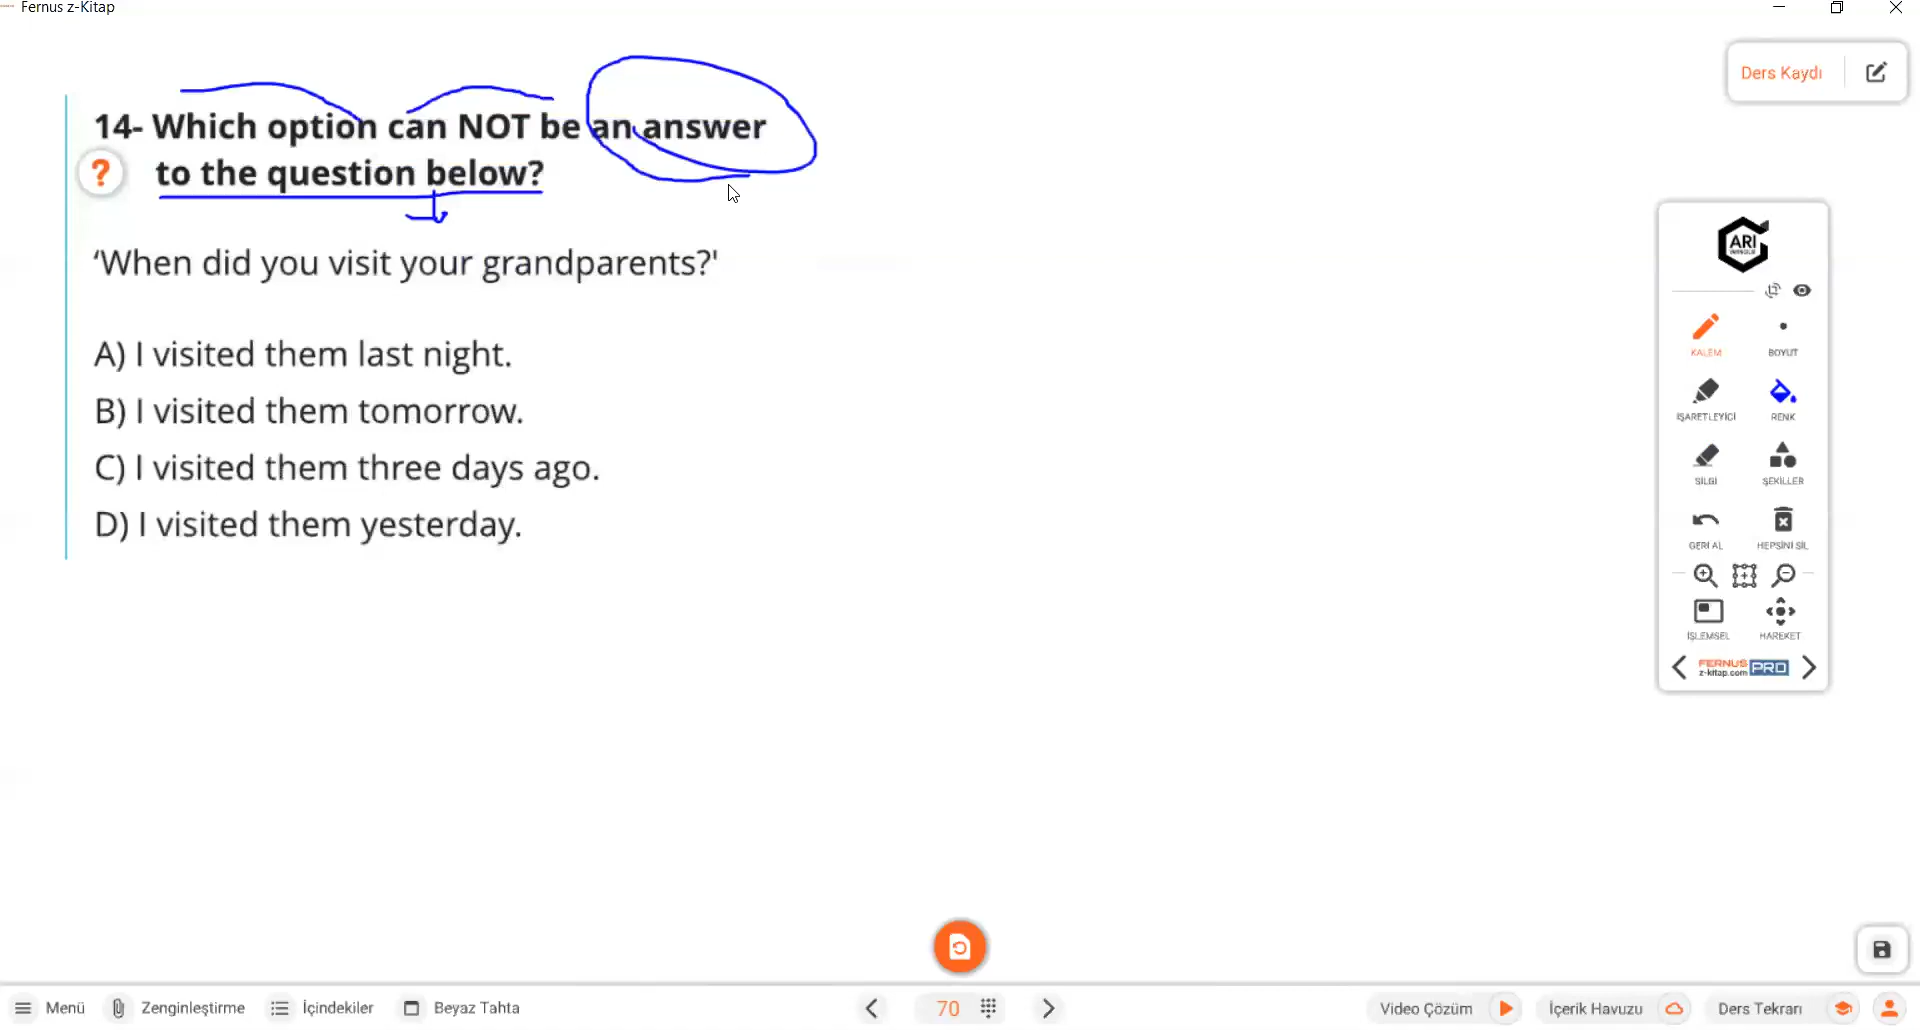 Fernus z-Kitap
Ders Kaydı
14- Which option can NOT be an answer
? to the question below?
‘When did you visit your grandparents?'
A) I visited them last night.
B) I visited them tomorrow.
C) I visited them three days ago.
D) I visited them yesterday.
ARI
KALEM BOYUT
İŞARETLEYİCİ RENK
SİLGİ ŞEKİLLER
GERİ AL HEPSİNİ SİL
İŞLEMSEL HAREKET
FERNUS
z-kitap.com PRO
Menü Zenginleştirme İçindekiler Beyaz Tahta 70 Video Çözüm İçerik Havuzu Ders Tekrarı